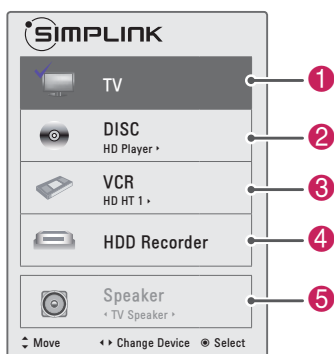 SIMPLINK
TV
1
DISC
HD Player ▸
2
VCR
HD HT 1 ▸
3
HDD Recorder
4
Speaker
◂ TV Speaker ▸
5
Move ◂ ▸ Change Device ◉ Select